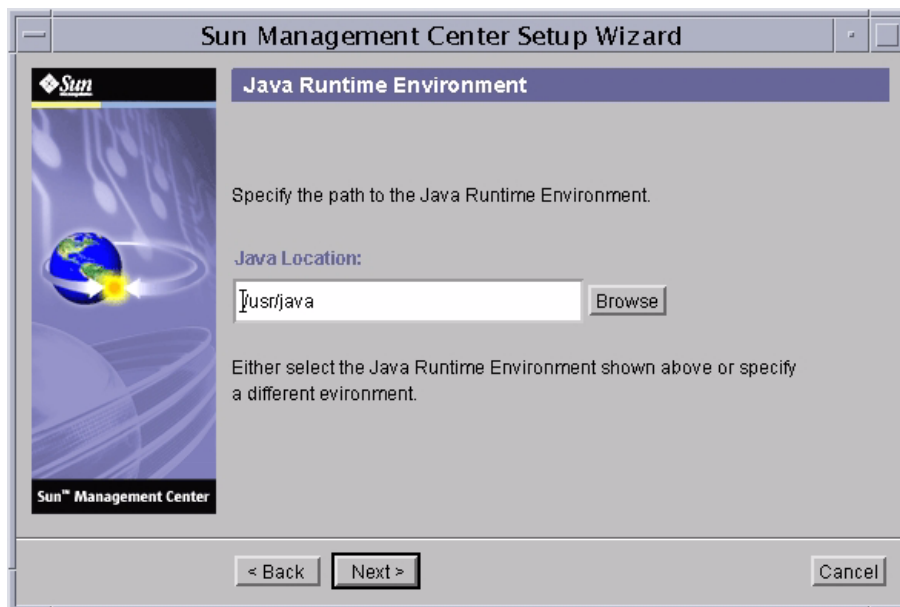 Sun Management Center Setup Wizard
Sun
Java Runtime Environment
Specify the path to the Java Runtime Environment.
Java Location:
/usr/java
Browse
Either select the Java Runtime Environment shown above or specify
a different evironment.
Sun™ Management Center
< Back
Next >
Cancel